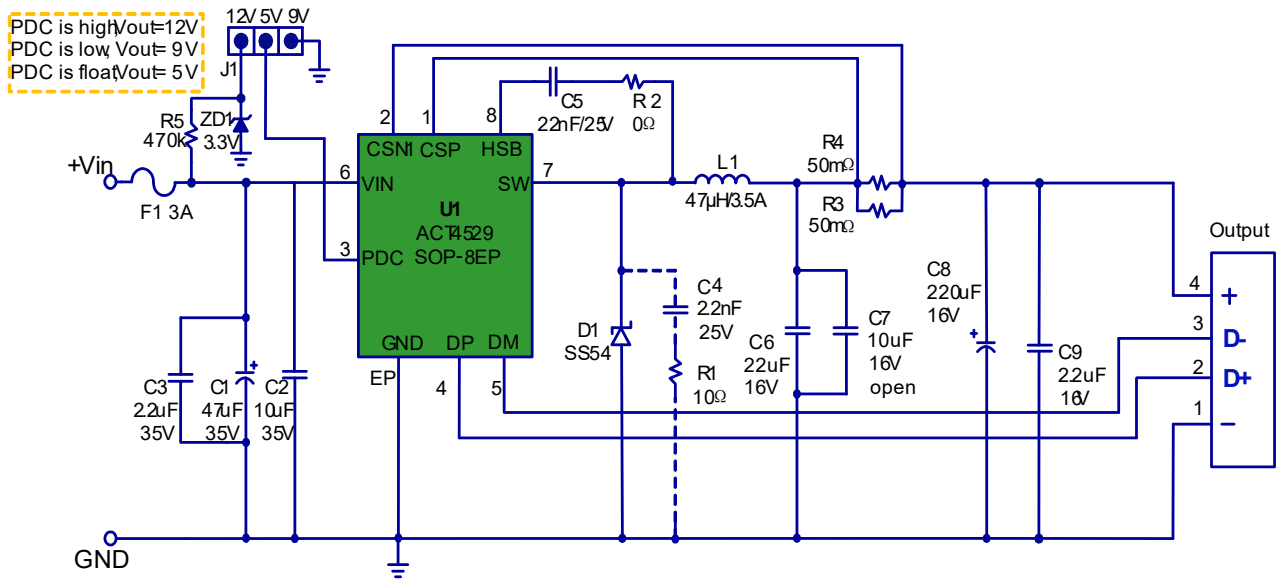 PDC is high, Vout=12V
PDC is low, Vout= 9V
PDC is float, Vout= 5V
12V 5V 9V
J1
R5
470k
ZD1
3.3V
+Vin
F1 3A
2
1
8
C5
22nF/25V
R2
0Ω
CSN1 CSP HSB
6
VIN
SW
7
U1
ACT4529
SOP-8EP
3
PDC
GND DP DM
EP
4
5
L1
47µH/3.5A
R4
50mΩ
R3
50mΩ
C3
2.2uF
35V
C1
47uF
35V
C2
10uF
35V
D1
SS54
C4
2.2nF
25V
R1
10Ω
C6
22uF
16V
C7
10uF
16V
open
C8
220uF
16V
C9
2.2uF
16V
Output
4
+
3
D-
2
D+
1
−
GND